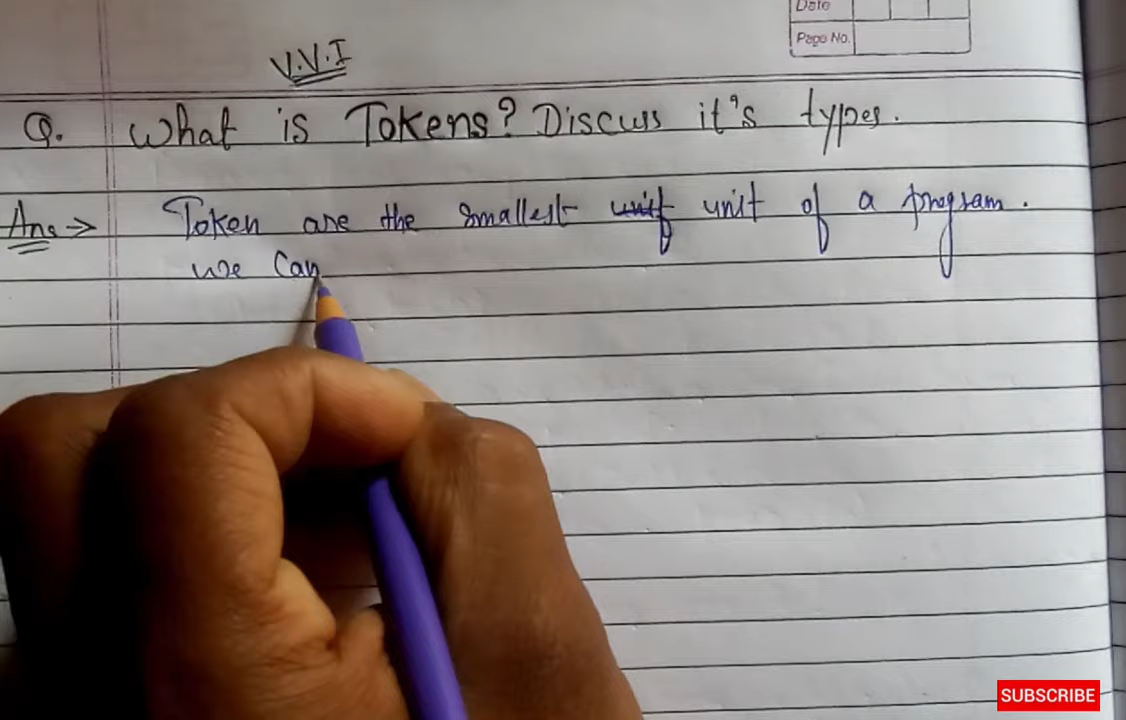 Date
Page No.
V.V.I
Q. What is Tokens? Discuss it's types.
Ans → Token are the smallest unit unit of a program.
we can
SUBSCRIBE